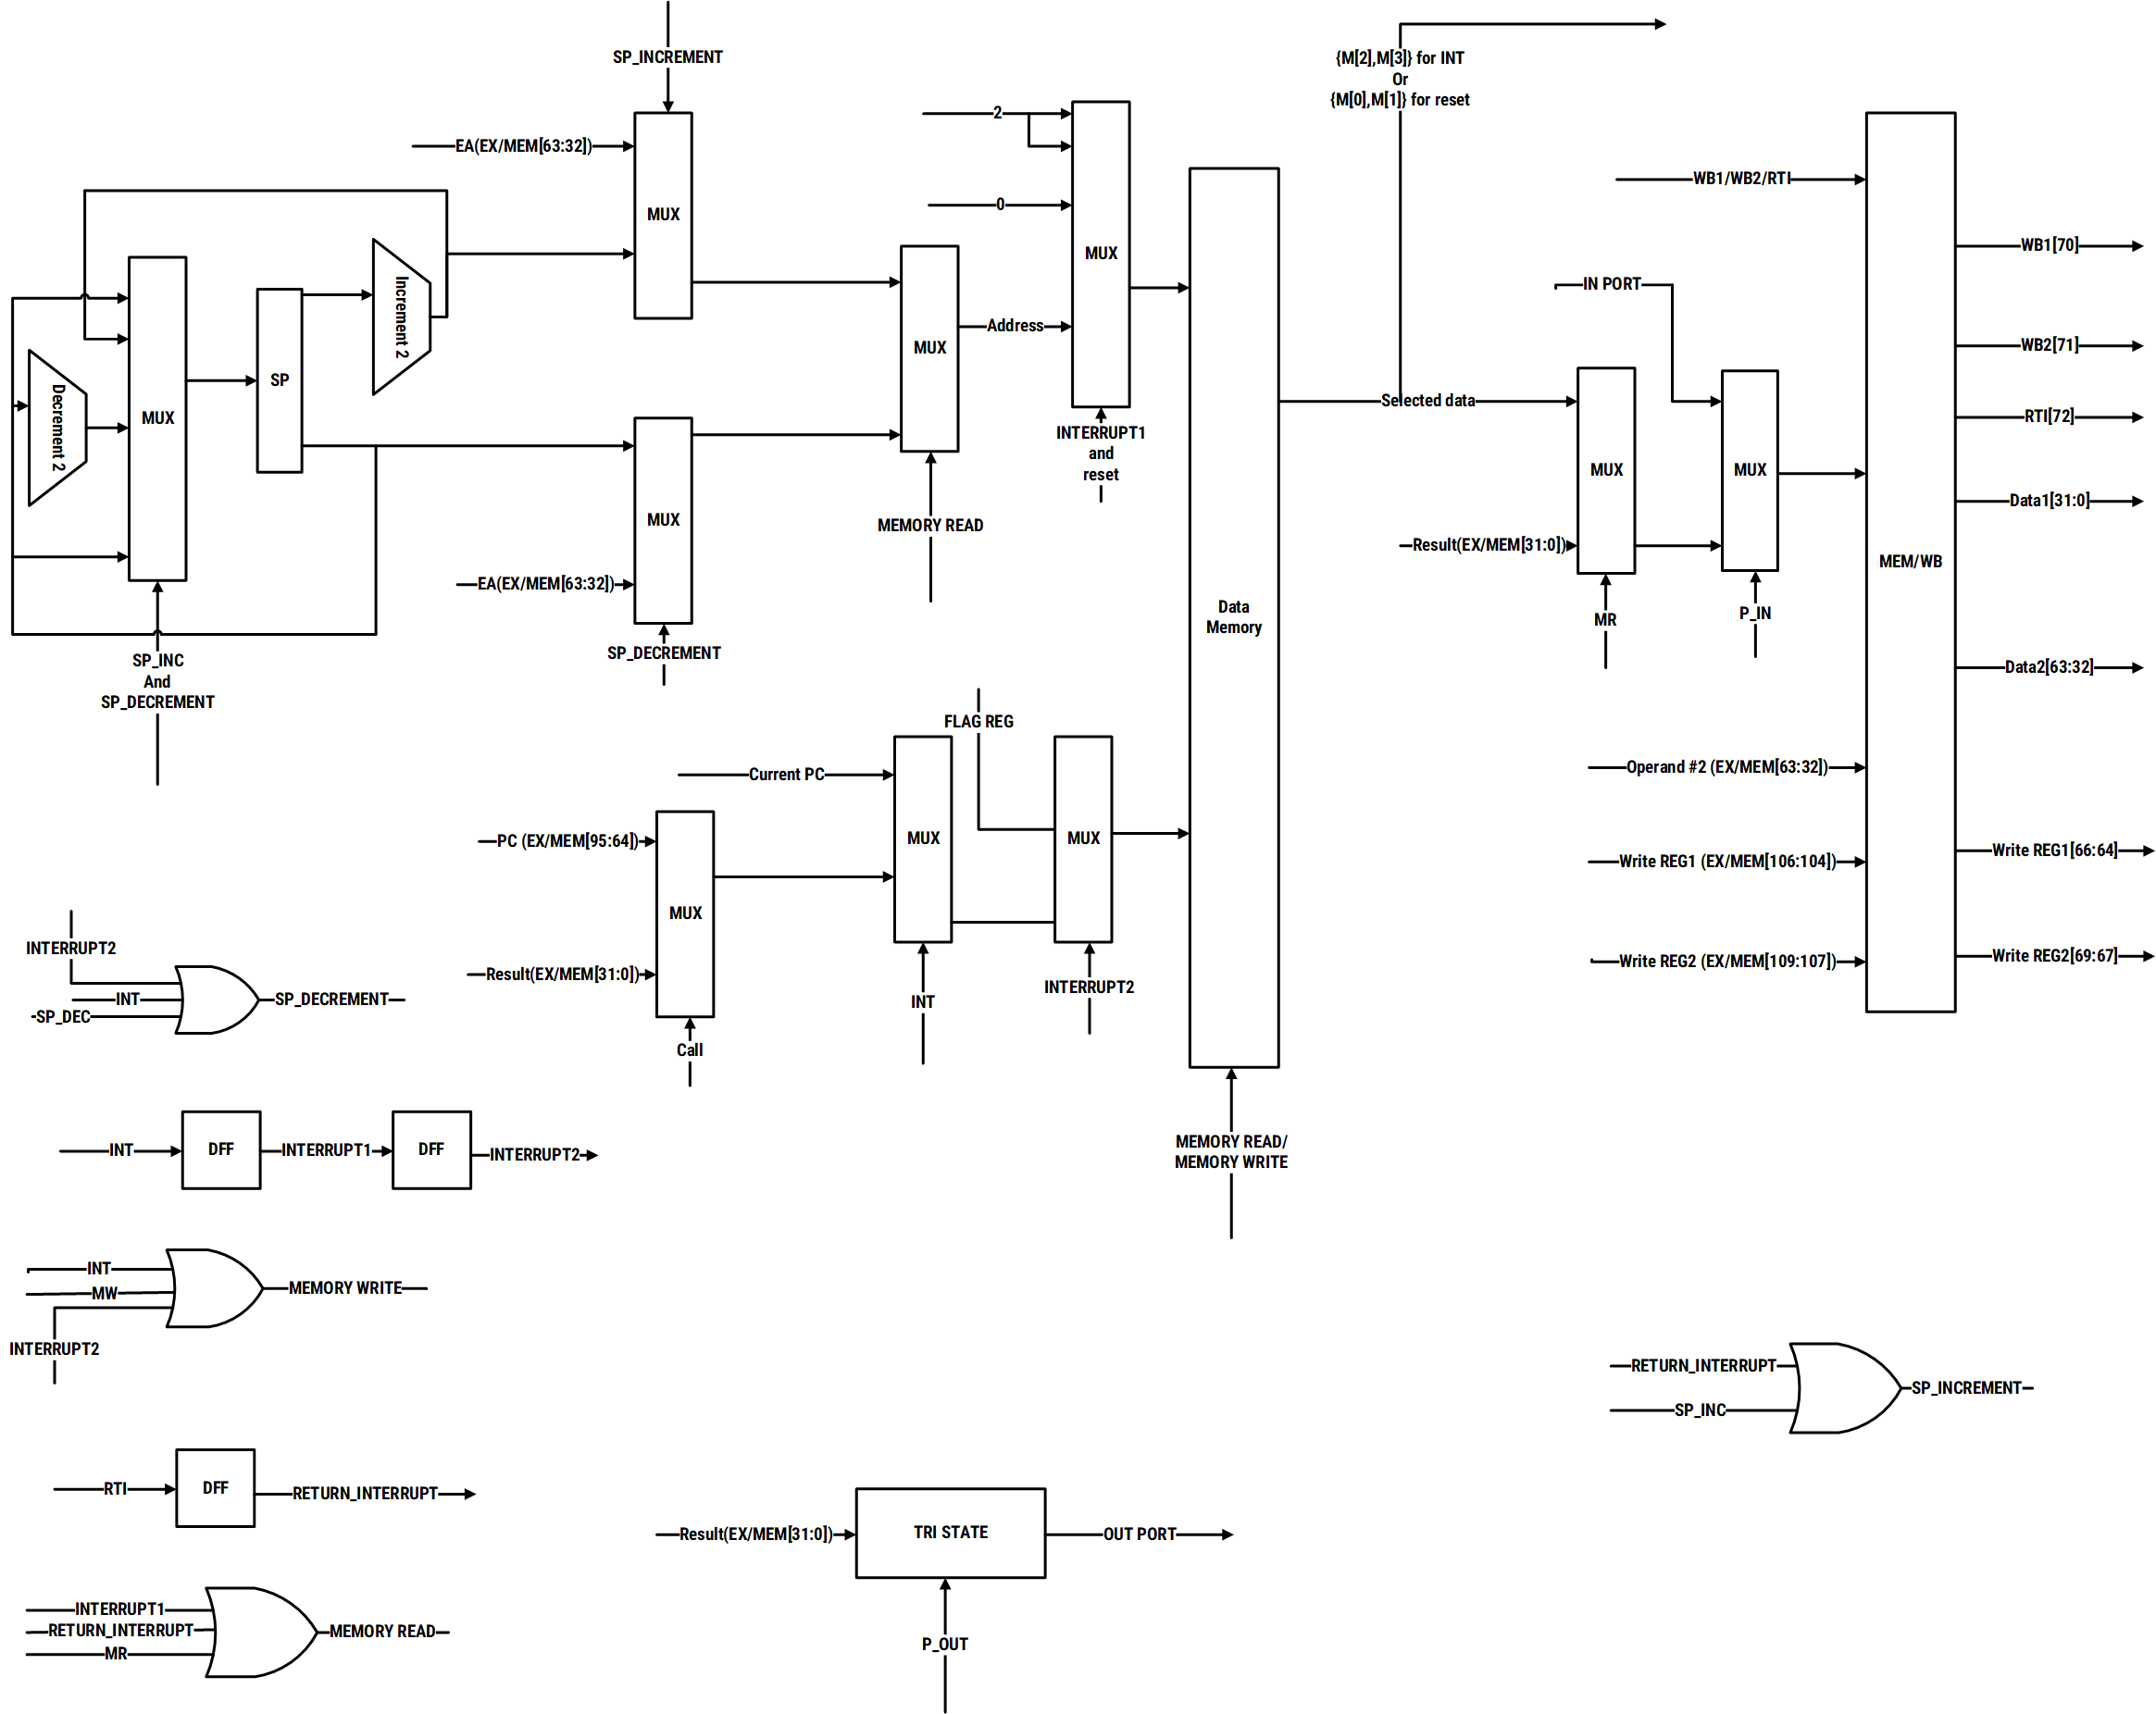 SP_INCREMENT
{M[2],M[3]} for INT
Or
{M[0],M[1]} for reset
2
EA(EX/MEM[63:32])
0
MUX
MUX
WB1/WB2/RTI
WB1[70]
IN PORT
Increment 2
Address
MUX
WB2[71]
SP
Decrement 2
MUX
Selected data
RTI[72]
INTERRUPT1
and
reset
MUX
MUX
MUX
Data1[31:0]
MEMORY READ
Result(EX/MEM[31:0])
MEM/WB
EA(EX/MEM[63:32])
Data
Memory
MR
P_IN
SP_DECREMENT
SP_INC
And
SP_DECREMENT
Data2[63:32]
FLAG REG
Current PC
Operand #2 (EX/MEM[63:32])
PC (EX/MEM[95:64])
MUX
MUX
Write REG1[66:64]
Write REG1 (EX/MEM[106:104])
MUX
INTERRUPT2
Write REG2[69:67]
Write REG2 (EX/MEM[109:107])
Result(EX/MEM[31:0])
INTERRUPT2
INT
SP_DECREMENT
INT
SP_DEC
Call
MEMORY READ/
MEMORY WRITE
INT
DFF
INTERRUPT1
DFF
INTERRUPT2
INT
MW
MEMORY WRITE
INTERRUPT2
RETURN_INTERRUPT
SP_INCREMENT
SP_INC
RTI
DFF
RETURN_INTERRUPT
Result(EX/MEM[31:0])
TRI STATE
OUT PORT
INTERRUPT1
RETURN_INTERRUPT
MEMORY READ
MR
P_OUT